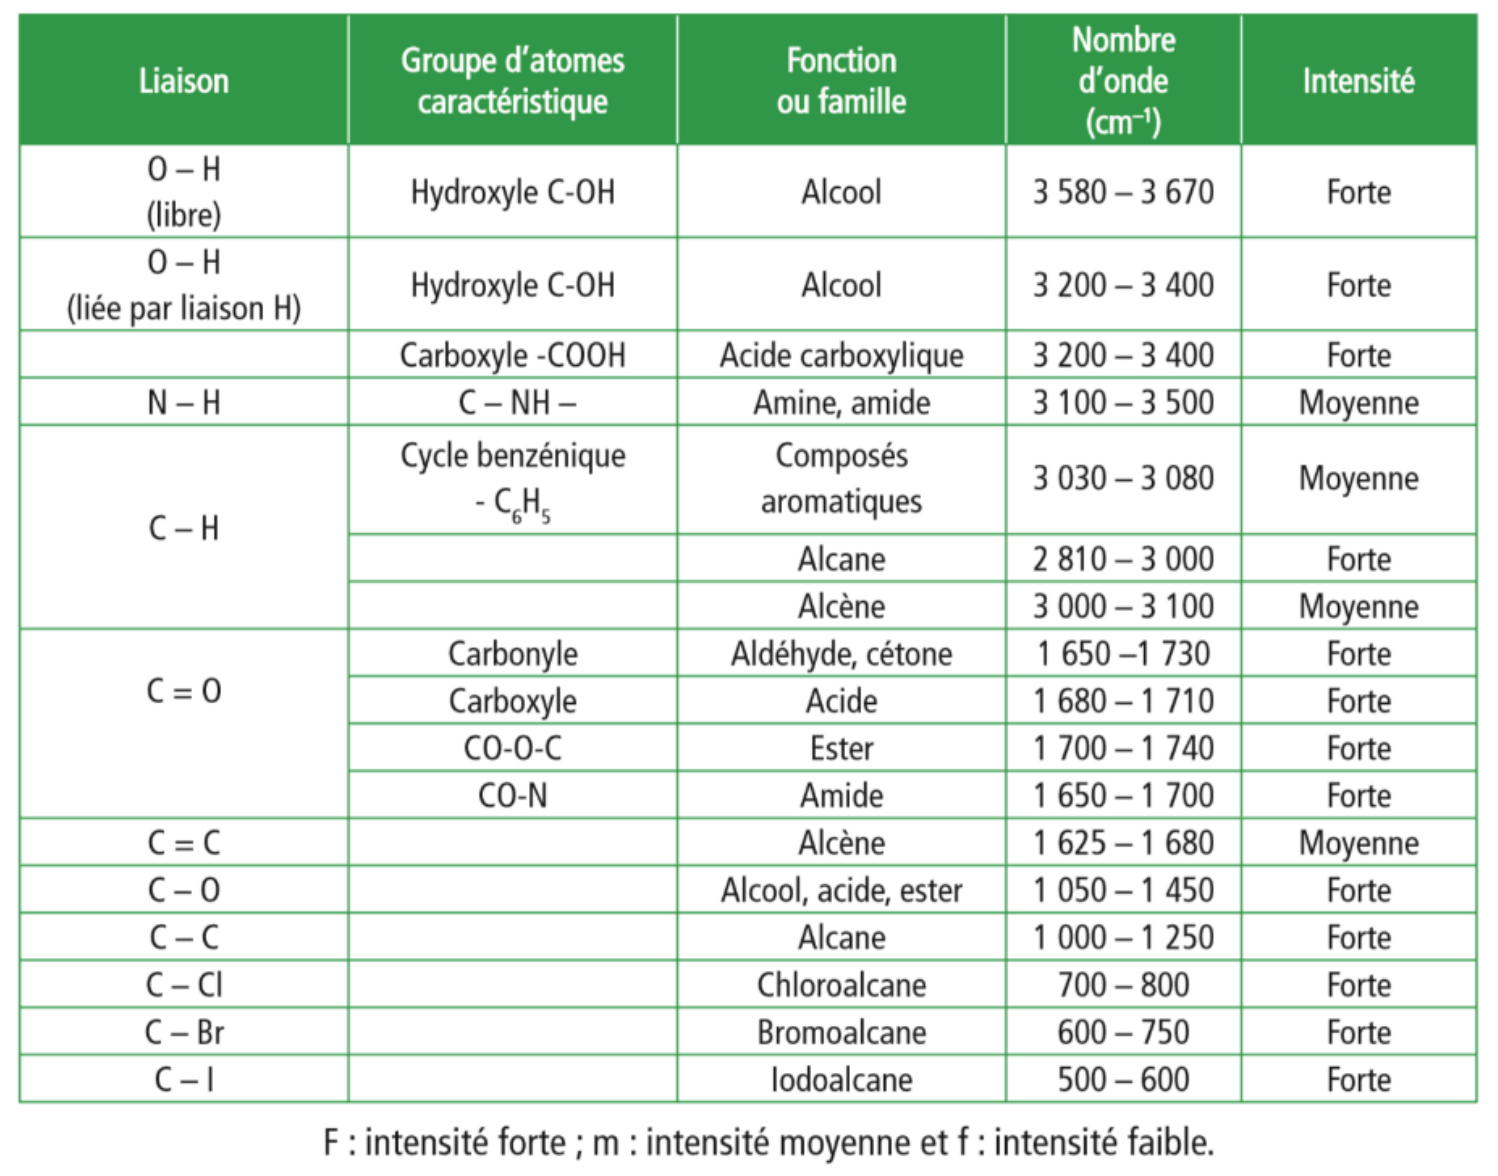 Liaison Groupe d’atomes caractéristique Fonction ou famille Nombre d’onde (cm⁻¹) Intensité
O – H (libre) Hydroxyle C-OH Alcool 3 580 – 3 670 Forte
O – H (liée par liaison H) Hydroxyle C-OH Alcool 3 200 – 3 400 Forte
Carboxyle -COOH Acide carboxylique 3 200 – 3 400 Forte
N – H C – NH – Amine, amide 3 100 – 3 500 Moyenne
C – H Cycle benzénique - C₆H₅ Composés aromatiques 3 030 – 3 080 Moyenne
Alcane 2 810 – 3 000 Forte
Alcène 3 000 – 3 100 Moyenne
C = O Carbonyle Aldéhyde, cétone 1 650 –1 730 Forte
Carboxyle Acide 1 680 – 1 710 Forte
CO-O-C Ester 1 700 – 1 740 Forte
CO-N Amide 1 650 – 1 700 Forte
C = C Alcène 1 625 – 1 680 Moyenne
C – O Alcool, acide, ester 1 050 – 1 450 Forte
C – C Alcane 1 000 – 1 250 Forte
C – Cl Chloroalcane 700 – 800 Forte
C – Br Bromoalcane 600 – 750 Forte
C – I Iodoalcane 500 – 600 Forte
F : intensité forte ; m : intensité moyenne et f : intensité faible.